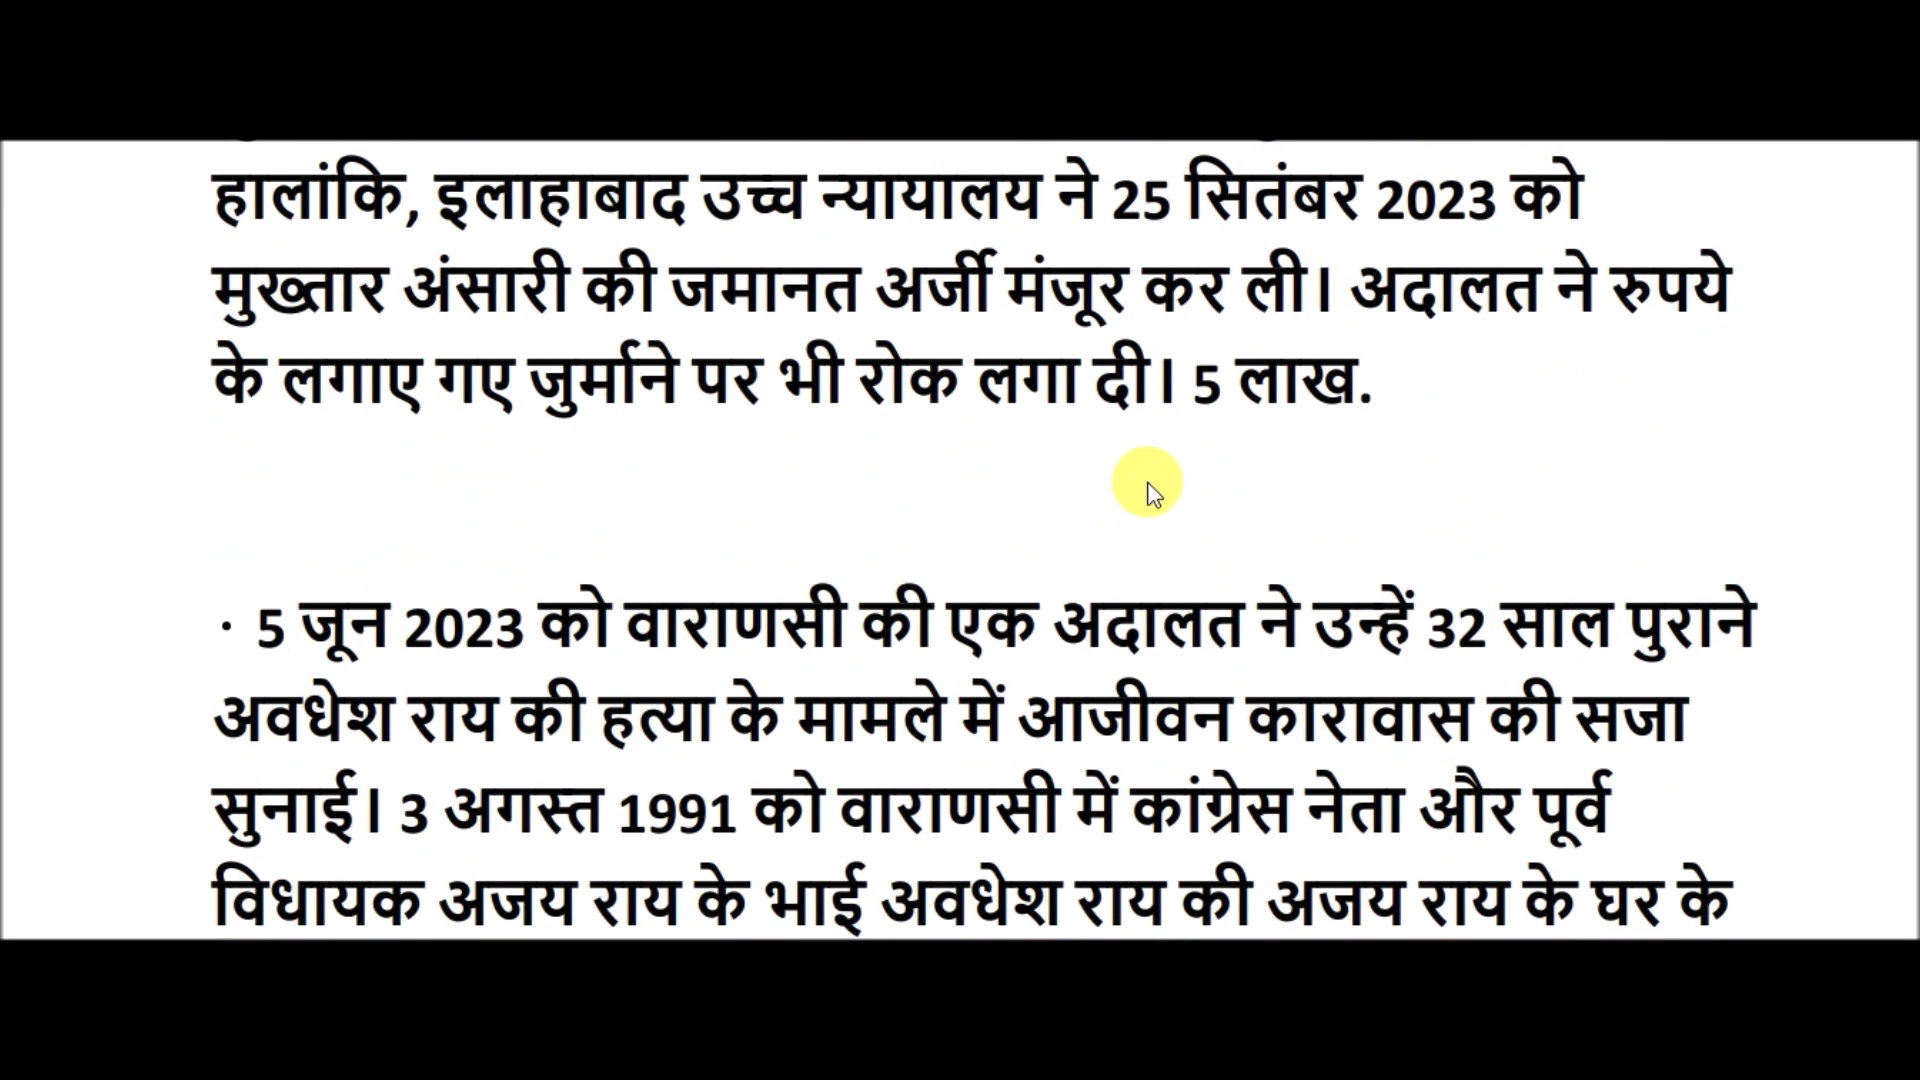 हालांकि, इलाहाबाद उच्च न्यायालय ने 25 सितंबर 2023 को
मुख्तार अंसारी की जमानत अर्जी मंजूर कर ली। अदालत ने रुपये
के लगाए गए जुर्माने पर भी रोक लगा दी। 5 लाख.
· 5 जून 2023 को वाराणसी की एक अदालत ने उन्हें 32 साल पुराने
अवधेश राय की हत्या के मामले में आजीवन कारावास की सजा
सुनाई। 3 अगस्त 1991 को वाराणसी में कांग्रेस नेता और पूर्व
विधायक अजय राय के भाई अवधेश राय की अजय राय के घर के